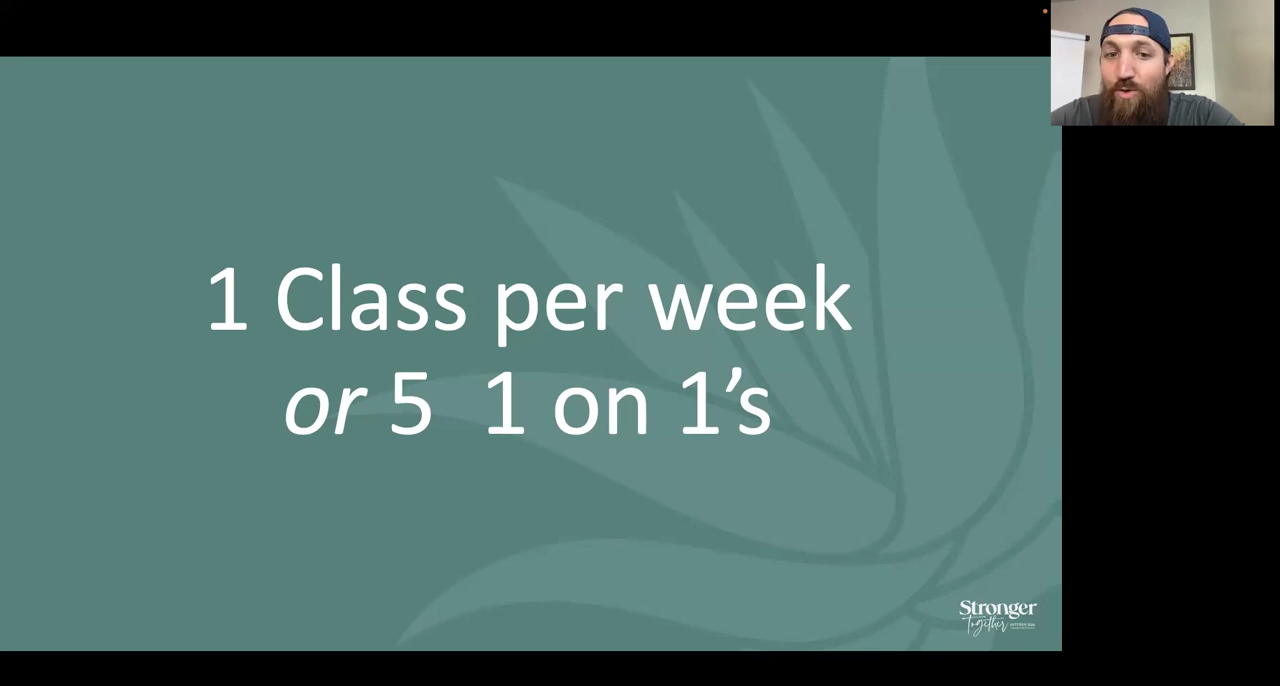 1 Class per week
or 5 1 on 1’s
Stronger
Together